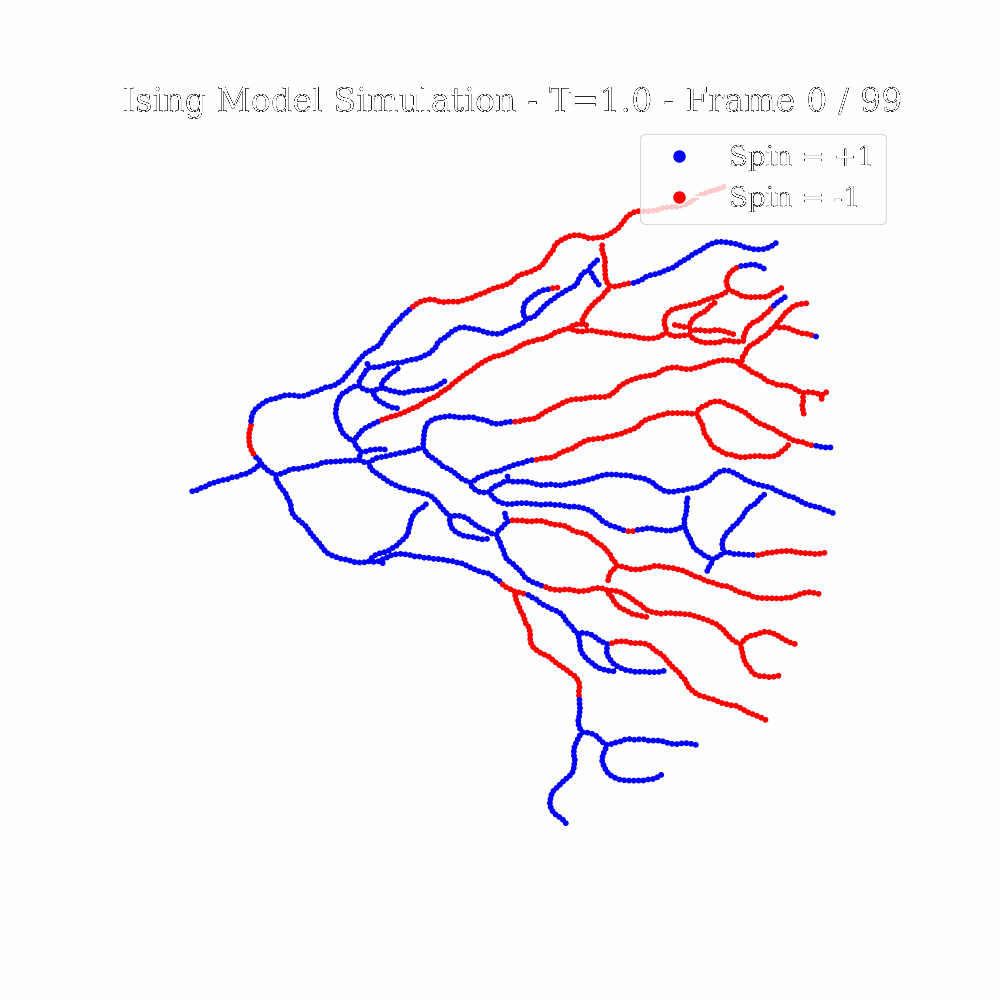 Ising Model Simulation - T=1.0 - Frame 0 / 99
Spin = +1
Spin = -1